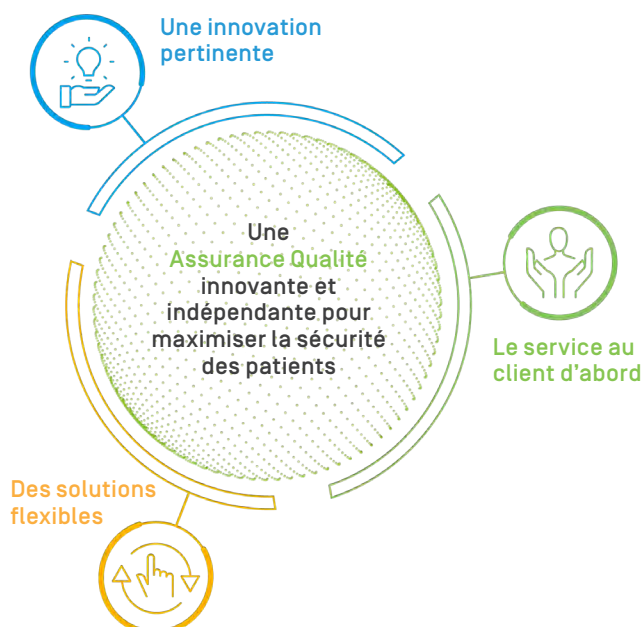 Une innovation
pertinente
Une
Assurance Qualité
innovante et
indépendante pour
maximiser la sécurité
des patients
Le service au
client d'abord
Des solutions
flexibles